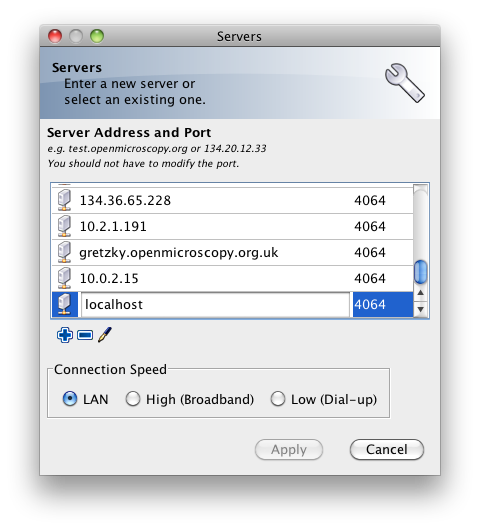 Servers
Servers
Enter a new server or
select an existing one.
Server Address and Port
e.g. test.openmicroscopy.org or 134.20.12.33
You should not have to modify the port.
134.36.65.228 4064
10.2.1.191 4064
gretzky.openmicroscopy.org.uk 4064
10.0.2.15 4064
localhost 4064
Connection Speed
LAN High (Broadband) Low (Dial-up)
Apply Cancel